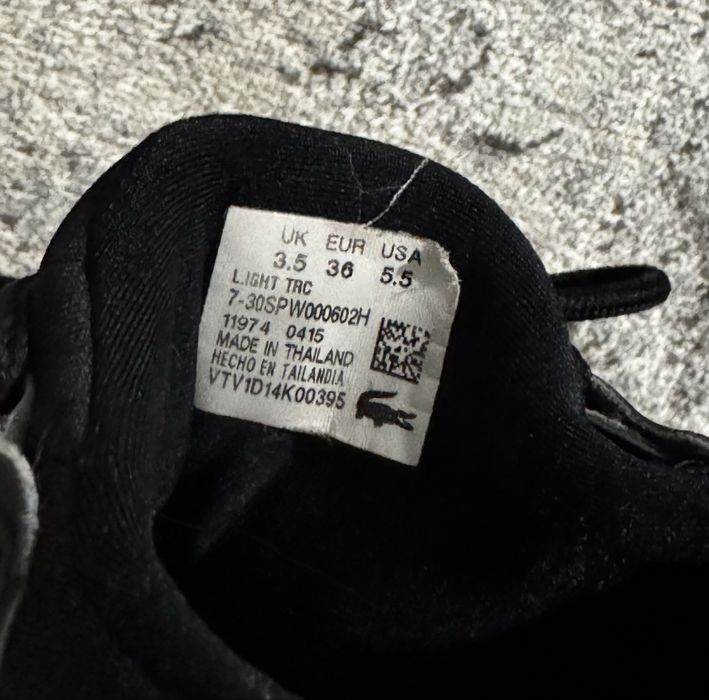 UK EUR USA
3.5 36 5.5
LIGHT TRC
7-30SPW000602H
11974 0415
MADE IN THAILAND
HECHO EN TAILANDIA
VTV1D14K00395